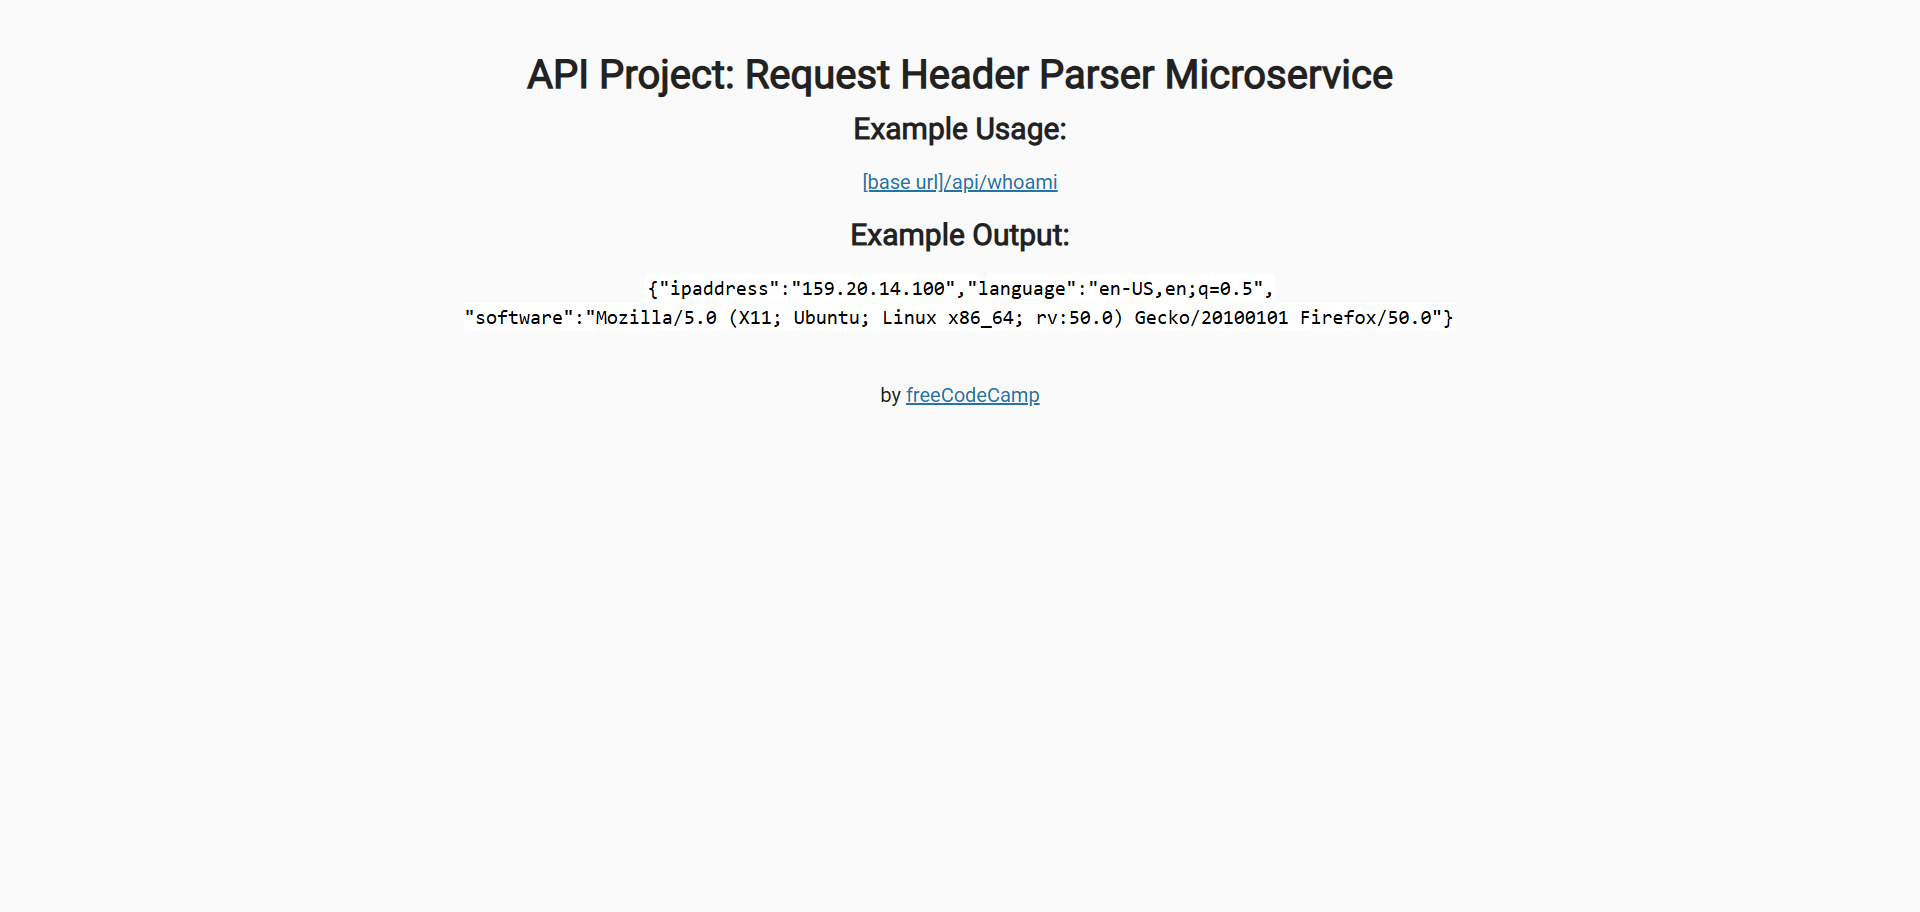 API Project: Request Header Parser Microservice
Example Usage:
[base url]/api/whoami
Example Output:
{"ipaddress":"159.20.14.100","language":"en-US,en;q=0.5",
"software":"Mozilla/5.0 (X11; Ubuntu; Linux x86_64; rv:50.0) Gecko/20100101 Firefox/50.0"}
by freeCodeCamp